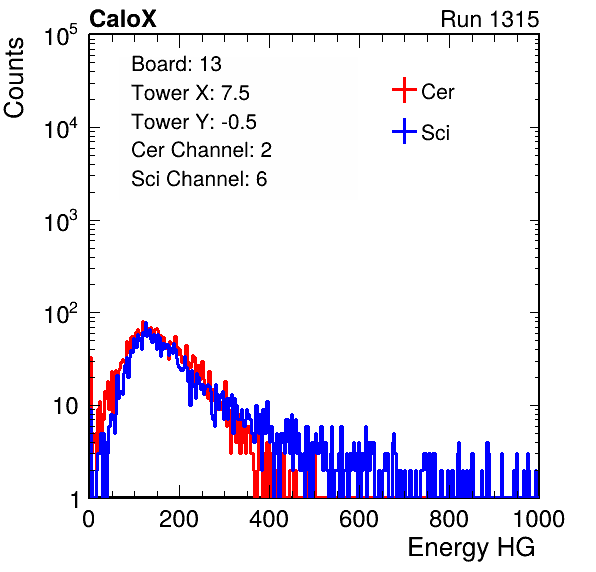 CaloX Run 1315
Counts
10^5
10^4
10^3
10^2
10
1
Board: 13
Tower X: 7.5
Tower Y: -0.5
Cer Channel: 2
Sci Channel: 6
Cer
Sci
0 200 400 600 800 1000
Energy HG